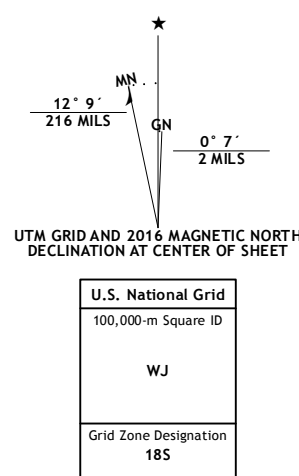 ★
MN
12° 9´
216 MILS
GN
0° 7´
2 MILS
UTM GRID AND 2016 MAGNETIC NORTH
DECLINATION AT CENTER OF SHEET
U.S. National Grid
100,000-m Square ID
WJ
Grid Zone Designation
18S